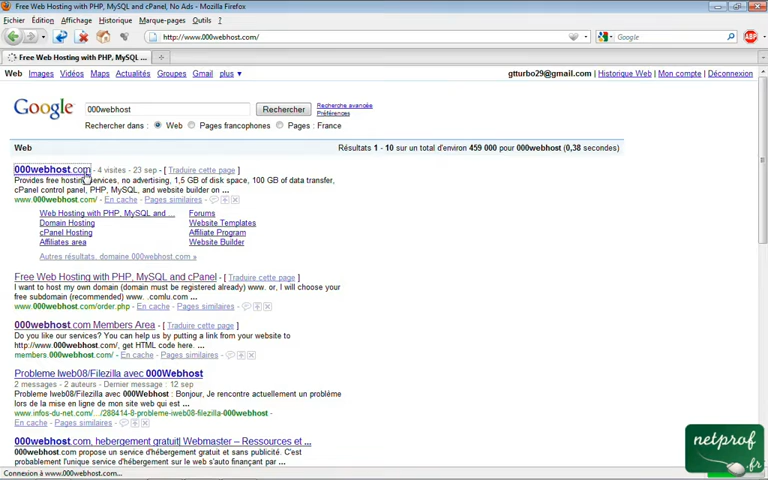 Free Web Hosting with PHP, MySQL and cPanel, No Ads - Mozilla Firefox
Fichier Édition Affichage Historique Marque-pages Outils ?
http://www.000webhost.com/
Google
Free Web Hosting with PHP, MySQL ...
Web Images Vidéos Maps Actualités Groupes Gmail plus ▼
gtturbo29@gmail.com | Historique Web | Mon compte | Déconnexion
Google
000webhost
Rechercher
Recherche avancée
Préférences
Rechercher dans : Web Pages francophones Pages : France
Web
Résultats 1 - 10 sur un total d'environ 459 000 pour 000webhost (0,38 secondes)
000webhost.com - 4 visites - 23 sep - [ Traduire cette page ]
Provides free hosting services, no advertising, 1,5 GB of disk space, 100 GB of data transfer,
cPanel control panel, PHP, MySQL, and website builder on ...
www.000webhost.com/ - En cache - Pages similaires -
Web Hosting with PHP, MySQL and ...
Forums
Domain Hosting
Website Templates
cPanel Hosting
Affiliate Program
Affiliates area
Website Builder
Autres résultats, domaine 000webhost.com »
Free Web Hosting with PHP, MySQL and cPanel - [ Traduire cette page ]
I want to host my own domain (domain must be registered already) www. or, I will choose your
free subdomain (recommended) www. .comlu.com ...
www.000webhost.com/order.php - En cache - Pages similaires -
000webhost.com Members Area - [ Traduire cette page ]
Do you like our services? You can help us by putting a link from your website to
http://www.000webhost.com/, get HTML code here. ...
members.000webhost.com/ - En cache - Pages similaires -
Probleme Iweb08/Filezilla avec 000Webhost
2 messages - 2 auteurs - Dernier message : 12 sep
Probleme Iweb08/Filezilla avec 000Webhost : Bonjour, Je rencontre actuellement un problème
lors de la mise en ligne de mon site web qui est ...
www.infos-du-net.com/.../288414-8-probleme-iweb08-filezilla-000webhost -
En cache - Pages similaires -
000webhost.com, hebergement gratuit| Webmaster – Ressources et ...
000webhost.com propose un service d'hébergement gratuit et sans publicité. C'est
probablement l'unique service d'hébergement sur le web s'auto finançant par ...
Connexion à www.000webhost.com...
netprof
.fr